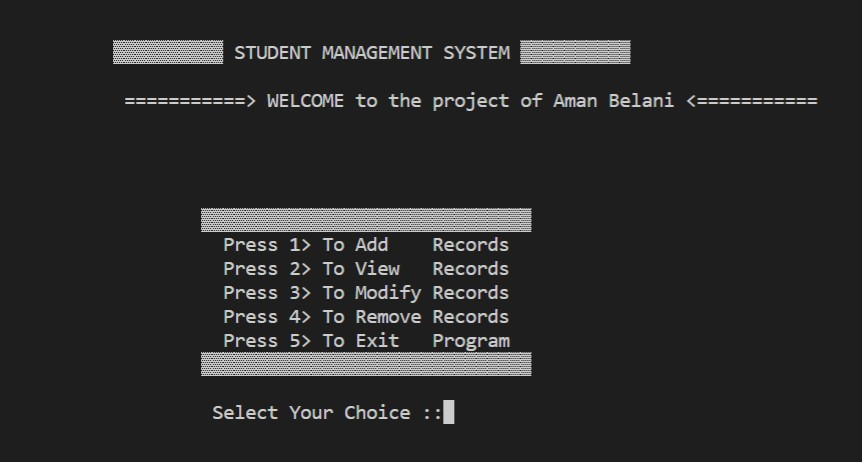 ▒▒▒▒▒▒▒▒▒▒ STUDENT MANAGEMENT SYSTEM ▒▒▒▒▒▒▒▒▒▒
===========> WELCOME to the project of Aman Belani <===========
▒▒▒▒▒▒▒▒▒▒▒▒▒▒▒▒▒▒▒▒▒▒▒▒▒▒▒▒▒▒
Press 1> To Add    Records
Press 2> To View   Records
Press 3> To Modify Records
Press 4> To Remove Records
Press 5> To Exit   Program
▒▒▒▒▒▒▒▒▒▒▒▒▒▒▒▒▒▒▒▒▒▒▒▒▒▒▒▒▒▒
Select Your Choice ::